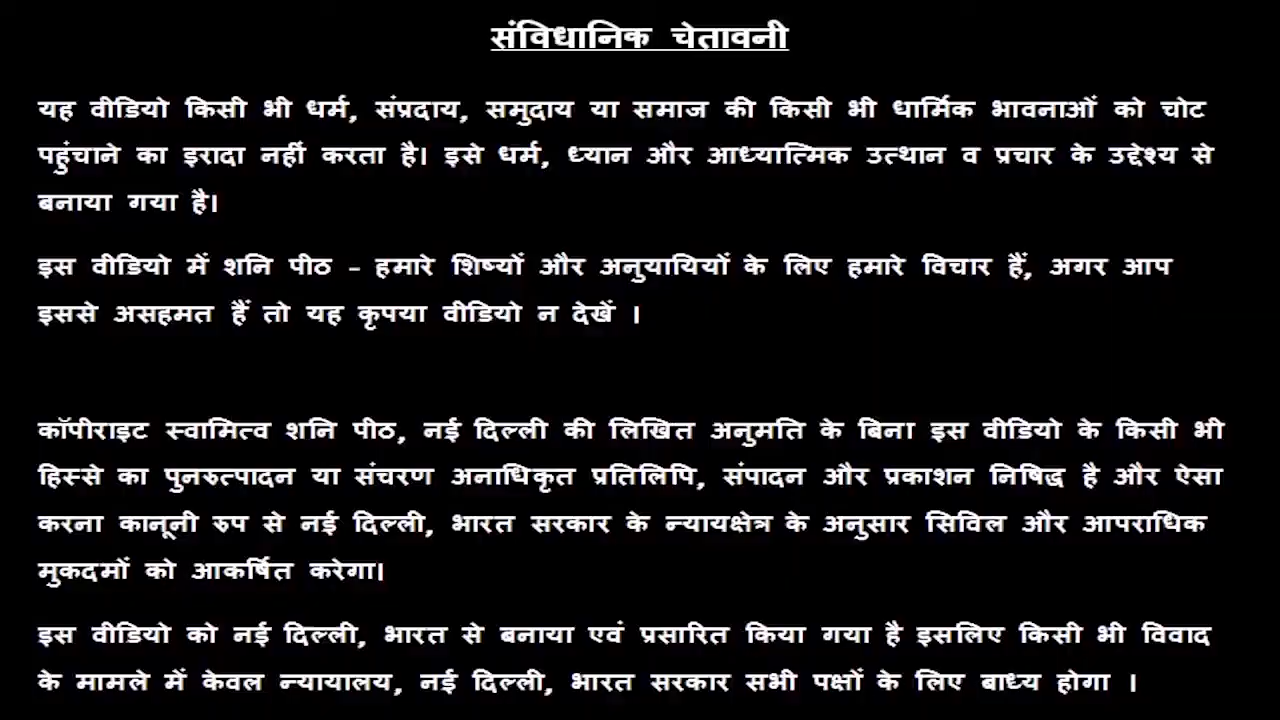 संविधानिक चेतावनी
यह वीडियो किसी भी धर्म, संप्रदाय, समुदाय या समाज की किसी भी धार्मिक भावनाओं को चोट
पहुंचाने का इरादा नहीं करता है। इसे धर्म, ध्यान और आध्यात्मिक उत्थान व प्रचार के उद्देश्य से
बनाया गया है।
इस वीडियो में शनि पीठ – हमारे शिष्यों और अनुयायियों के लिए हमारे विचार हैं, अगर आप
इससे असहमत हैं तो यह कृपया वीडियो न देखें ।
कॉपीराइट स्वामित्व शनि पीठ, नई दिल्ली की लिखित अनुमति के बिना इस वीडियो के किसी भी
हिस्से का पुनरुत्पादन या संचरण अनाधिकृत प्रतिलिपि, संपादन और प्रकाशन निषिद्ध है और ऐसा
करना कानूनी रुप से नई दिल्ली, भारत सरकार के न्यायक्षेत्र के अनुसार सिविल और आपराधिक
मुकदमों को आकर्षित करेगा।
इस वीडियो को नई दिल्ली, भारत से बनाया एवं प्रसारित किया गया है इसलिए किसी भी विवाद
के मामले में केवल न्यायालय, नई दिल्ली, भारत सरकार सभी पक्षों के लिए बाध्य होगा ।